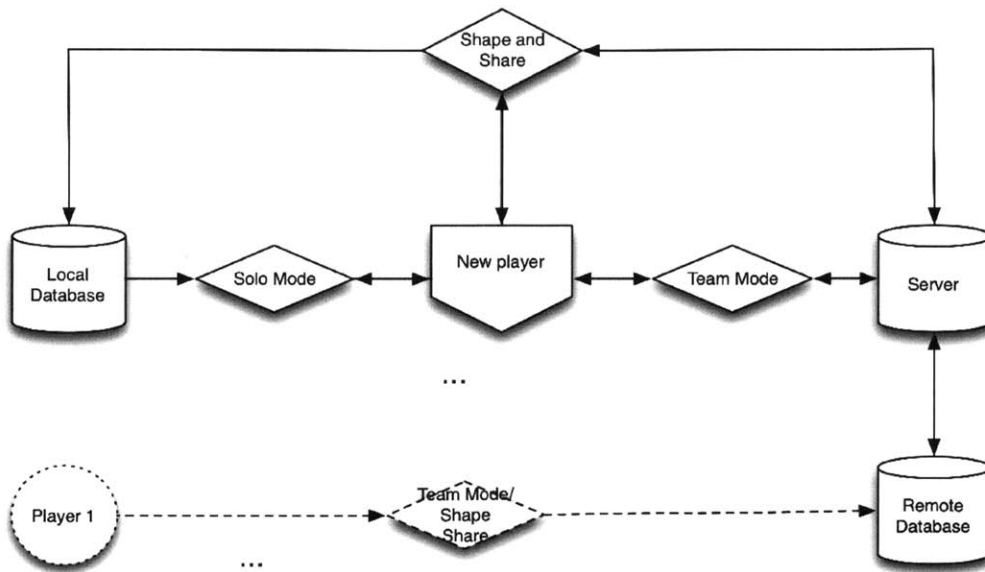 Shape and
Share
Local
Database
Solo Mode
New player
Team Mode
Server
...
Player 1
Team Mode/
Shape
Share
Remote
Database
...